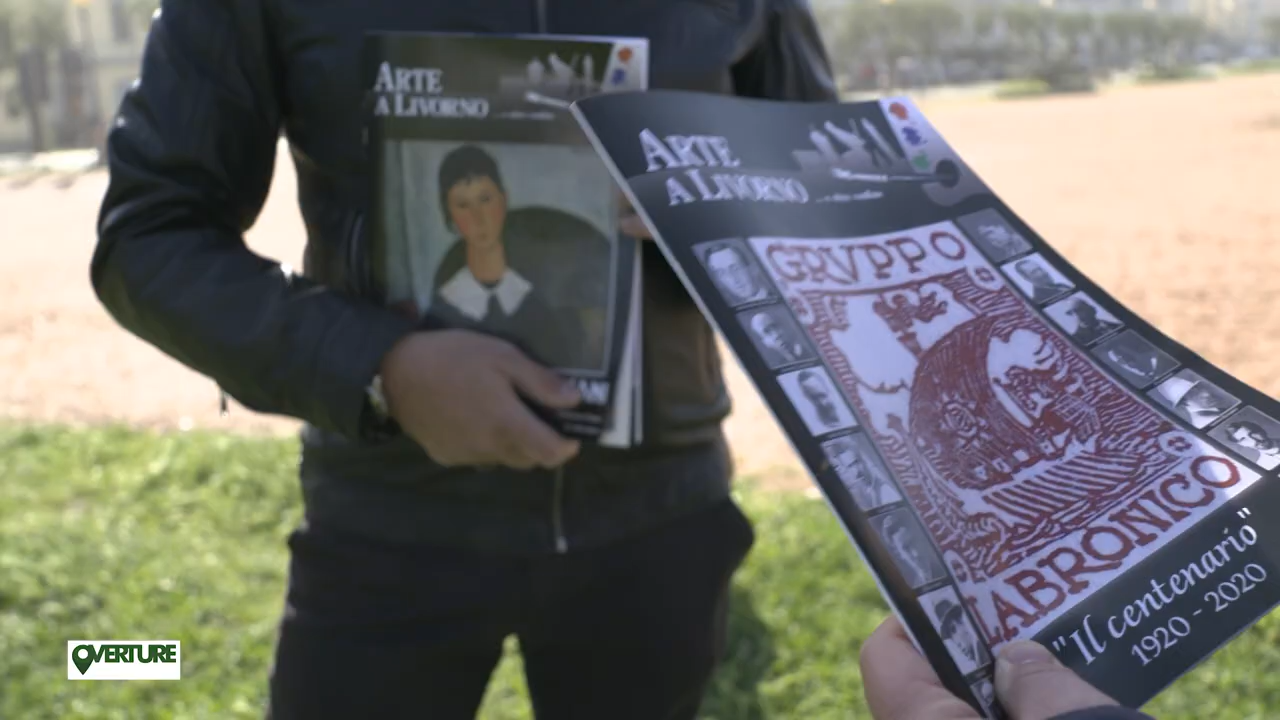 ARTE
A LIVORNO
ARTE
A LIVORNO
GRVPPO
LABRONICO
"Il centenario"
1920 - 2020
OVERTURE